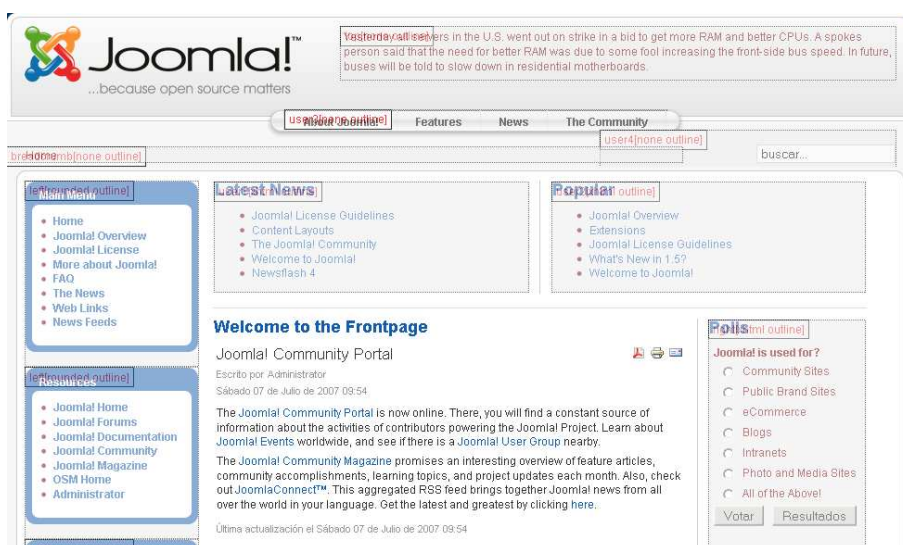 Joomla!™
...because open source matters
Yesterday all servers in the U.S. went out on strike in a bid to get more RAM and better CPUs. A spokes
person said that the need for better RAM was due to some fool increasing the front-side bus speed. In future,
buses will be told to slow down in residential motherboards.
About Joomla! Features News The Community
user4[none outline]
Home
buscar...
left[rounded outline]
Main Menu
Home
Joomla! Overview
Joomla! License
More about Joomla!
FAQ
The News
Web Links
News Feeds
Latest News
Joomla! License Guidelines
Content Layouts
The Joomla! Community
Welcome to Joomla!
Newsflash 4
Popular
Joomla! Overview
Extensions
Joomla! License Guidelines
What's New in 1.5?
Welcome to Joomla!
left[rounded outline]
Resources
Joomla! Home
Joomla! Forums
Joomla! Documentation
Joomla! Community
Joomla! Magazine
OSM Home
Administrator
Welcome to the Frontpage
Joomla! Community Portal
Escrito por Administrator
Sábado 07 de Julio de 2007 09:54
The Joomla! Community Portal is now online. There, you will find a constant source of
information about the activities of contributors powering the Joomla! Project. Learn about
Joomla! Events worldwide, and see if there is a Joomla! User Group nearby.
The Joomla! Community Magazine promises an interesting overview of feature articles,
community accomplishments, learning topics, and project updates each month. Also, check
out JoomlaConnect™. This aggregated RSS feed brings together Joomla! news from all
over the world in your language. Get the latest and greatest by clicking here.
Última actualización el Sábado 07 de Julio de 2007 09:54
Polls
Joomla! is used for?
Community Sites
Public Brand Sites
eCommerce
Blogs
Intranets
Photo and Media Sites
All of the Above!
Votar Resultados